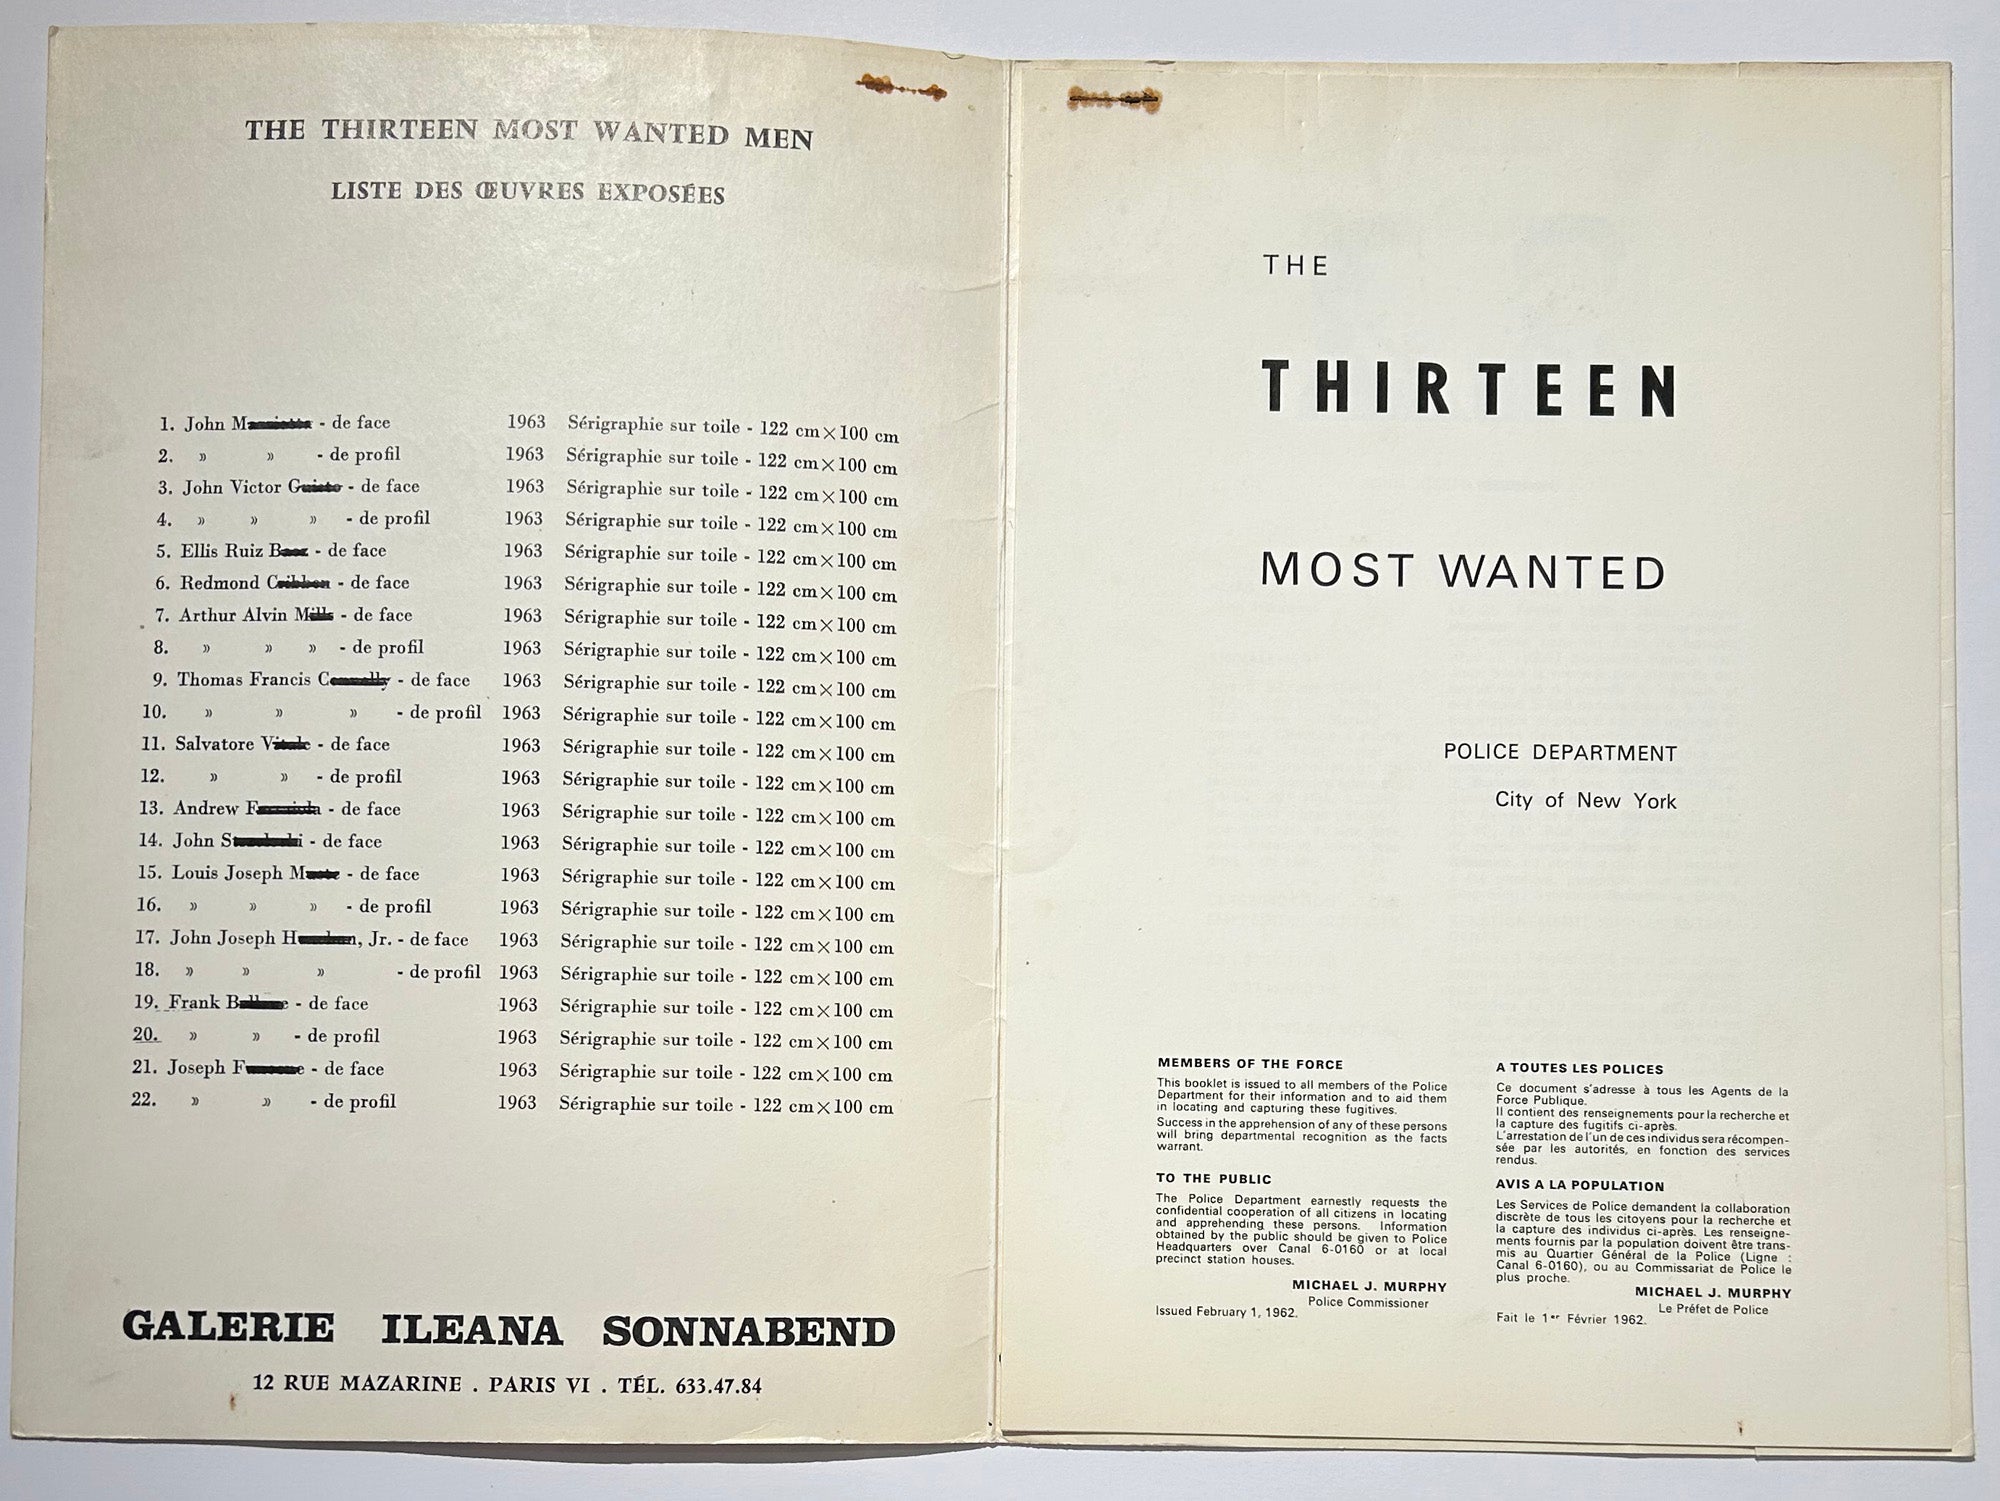 THE THIRTEEN MOST WANTED MEN
LISTE DES ŒUVRES EXPOSÉES
1. John M - de face 1963 Sérigraphie sur toile - 122 cm×100 cm
2. » » - de profil 1963 Sérigraphie sur toile - 122 cm×100 cm
3. John Victor G - de face 1963 Sérigraphie sur toile - 122 cm×100 cm
4. » » » - de profil 1963 Sérigraphie sur toile - 122 cm×100 cm
5. Ellis Ruiz B - de face 1963 Sérigraphie sur toile - 122 cm×100 cm
6. Redmond C - de face 1963 Sérigraphie sur toile - 122 cm×100 cm
7. Arthur Alvin M - de face 1963 Sérigraphie sur toile - 122 cm×100 cm
8. » » » - de profil 1963 Sérigraphie sur toile - 122 cm×100 cm
9. Thomas Francis C - de face 1963 Sérigraphie sur toile - 122 cm×100 cm
10. » » » - de profil 1963 Sérigraphie sur toile - 122 cm×100 cm
11. Salvatore V - de face 1963 Sérigraphie sur toile - 122 cm×100 cm
12. » » - de profil 1963 Sérigraphie sur toile - 122 cm×100 cm
13. Andrew F - de face 1963 Sérigraphie sur toile - 122 cm×100 cm
14. John S - de face 1963 Sérigraphie sur toile - 122 cm×100 cm
15. Louis Joseph M - de face 1963 Sérigraphie sur toile - 122 cm×100 cm
16. » » » - de profil 1963 Sérigraphie sur toile - 122 cm×100 cm
17. John Joseph H, Jr. - de face 1963 Sérigraphie sur toile - 122 cm×100 cm
18. » » » - de profil 1963 Sérigraphie sur toile - 122 cm×100 cm
19. Frank B - de face 1963 Sérigraphie sur toile - 122 cm×100 cm
20. » » - de profil 1963 Sérigraphie sur toile - 122 cm×100 cm
21. Joseph F - de face 1963 Sérigraphie sur toile - 122 cm×100 cm
22. » » - de profil 1963 Sérigraphie sur toile - 122 cm×100 cm
GALERIE ILEANA SONNABEND
12 RUE MAZARINE . PARIS VI . TÉL. 633.47.84
THE
THIRTEEN
MOST WANTED
POLICE DEPARTMENT
City of New York
MEMBERS OF THE FORCE
This booklet is issued to all members of the Police
Department for their information and to aid them
in locating and capturing these fugitives.
Success in the apprehension of any of these persons
will bring departmental recognition as the facts
warrant.
TO THE PUBLIC
The Police Department earnestly requests the
confidential cooperation of all citizens in locating
and apprehending these persons. Information
obtained by the public should be given to Police
Headquarters over Canal 6-0160 or at local
precinct station houses.
MICHAEL J. MURPHY
Police Commissioner
Issued February 1, 1962.
A TOUTES LES POLICES
Ce document s'adresse à tous les Agents de la
Force Publique.
Il contient des renseignements pour la recherche et
la capture des fugitifs ci-après.
L'arrestation de l'un de ces individus sera récompen-
sée par les autorités, en fonction des services
rendus.
AVIS A LA POPULATION
Les Services de Police demandent la collaboration
discrète de tous les citoyens pour la recherche et
la capture des individus ci-après. Les renseigne-
ments fournis par la population doivent être trans-
mis au Quartier Général de la Police (Ligne :
Canal 6-0160), ou au Commissariat de Police le
plus proche.
MICHAEL J. MURPHY
Le Préfet de Police
Fait le 1er Février 1962.